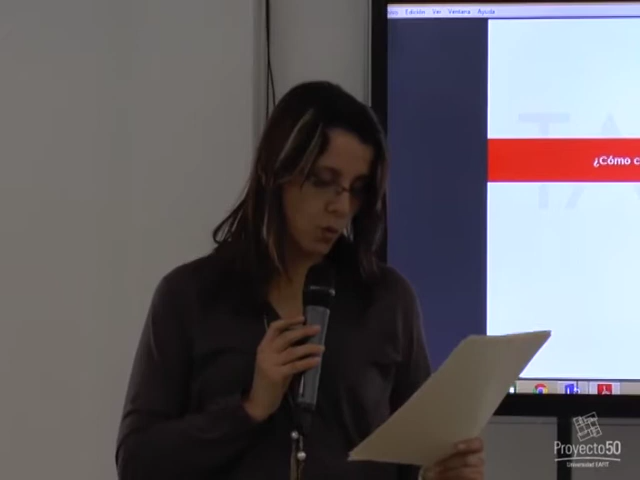 Edición Ver Ventana Ayuda
¿Cómo c
Proyecto50
Universidad EAFIT